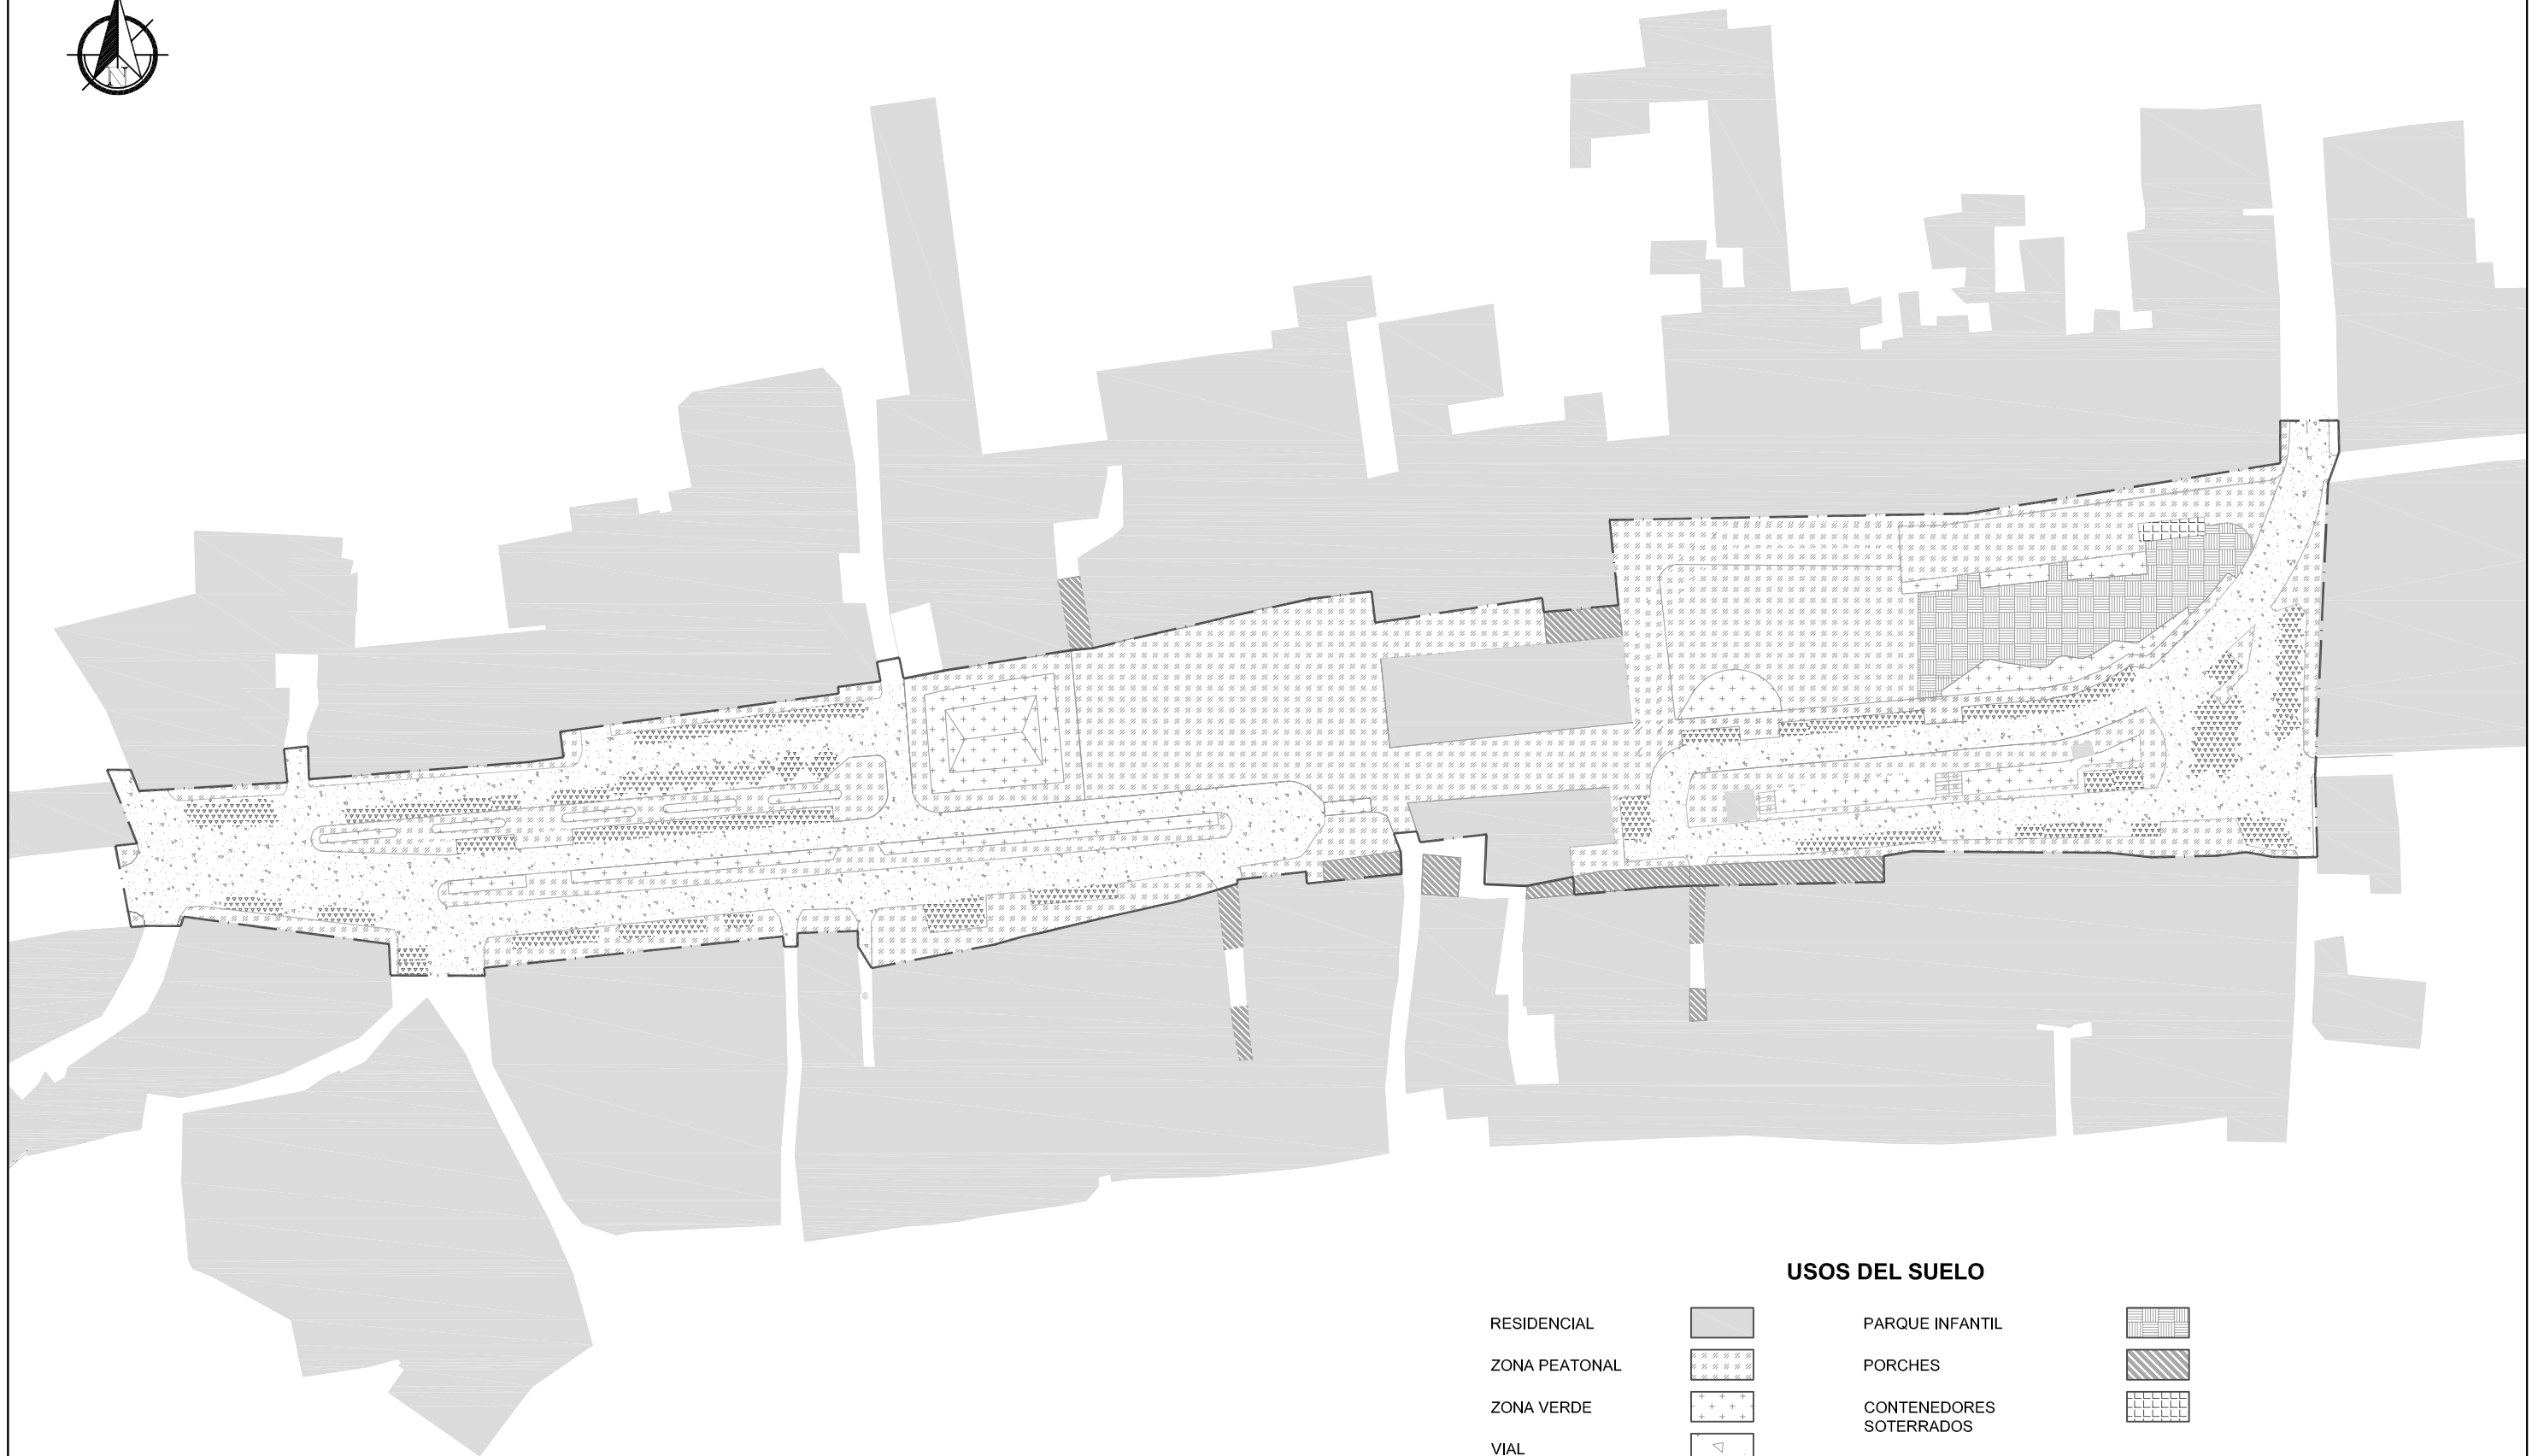 N
USOS DEL SUELO
RESIDENCIAL
ZONA PEATONAL
ZONA VERDE
VIAL
PARQUE INFANTIL
PORCHES
CONTENEDORES
SOTERRADOS